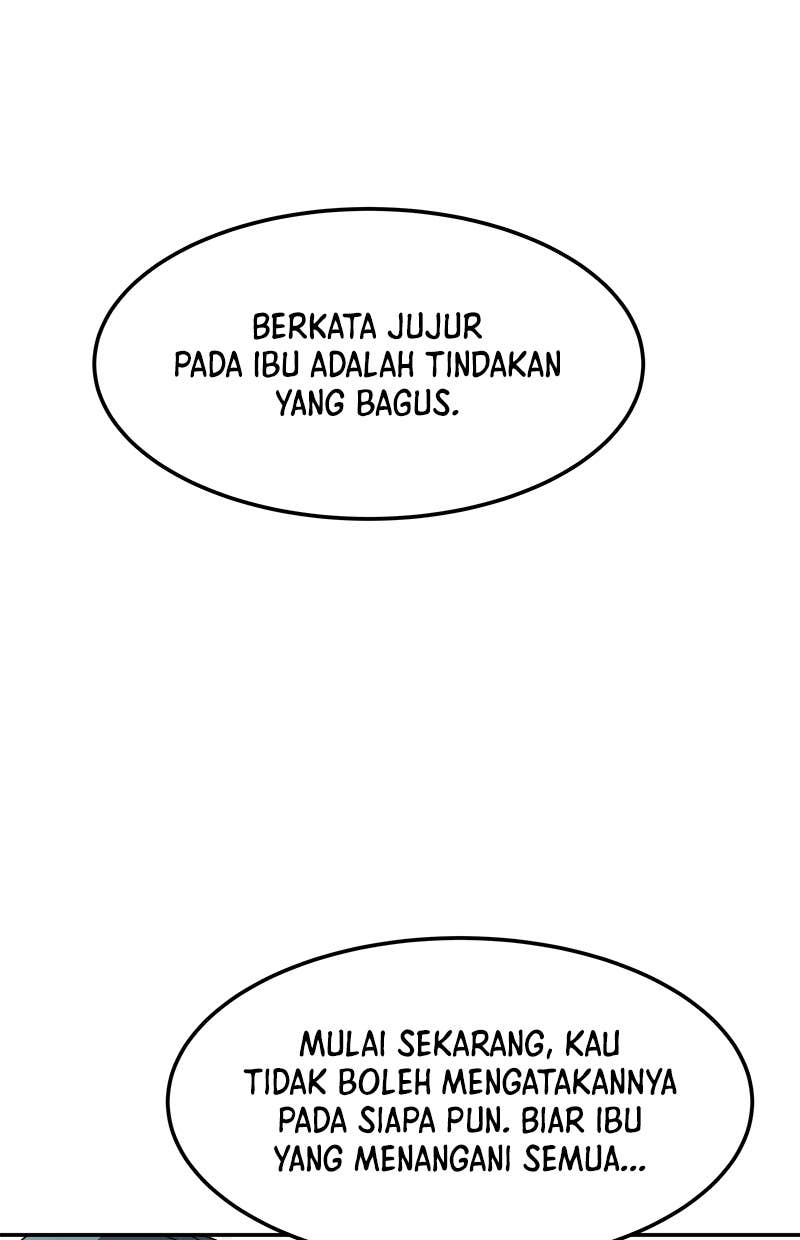 BERKATA JUJUR
PADA IBU ADALAH TINDAKAN
YANG BAGUS.
MULAI SEKARANG, KAU
TIDAK BOLEH MENGATAKANNYA
PADA SIAPA PUN. BIAR IBU
YANG MENANGANI SEMUA...